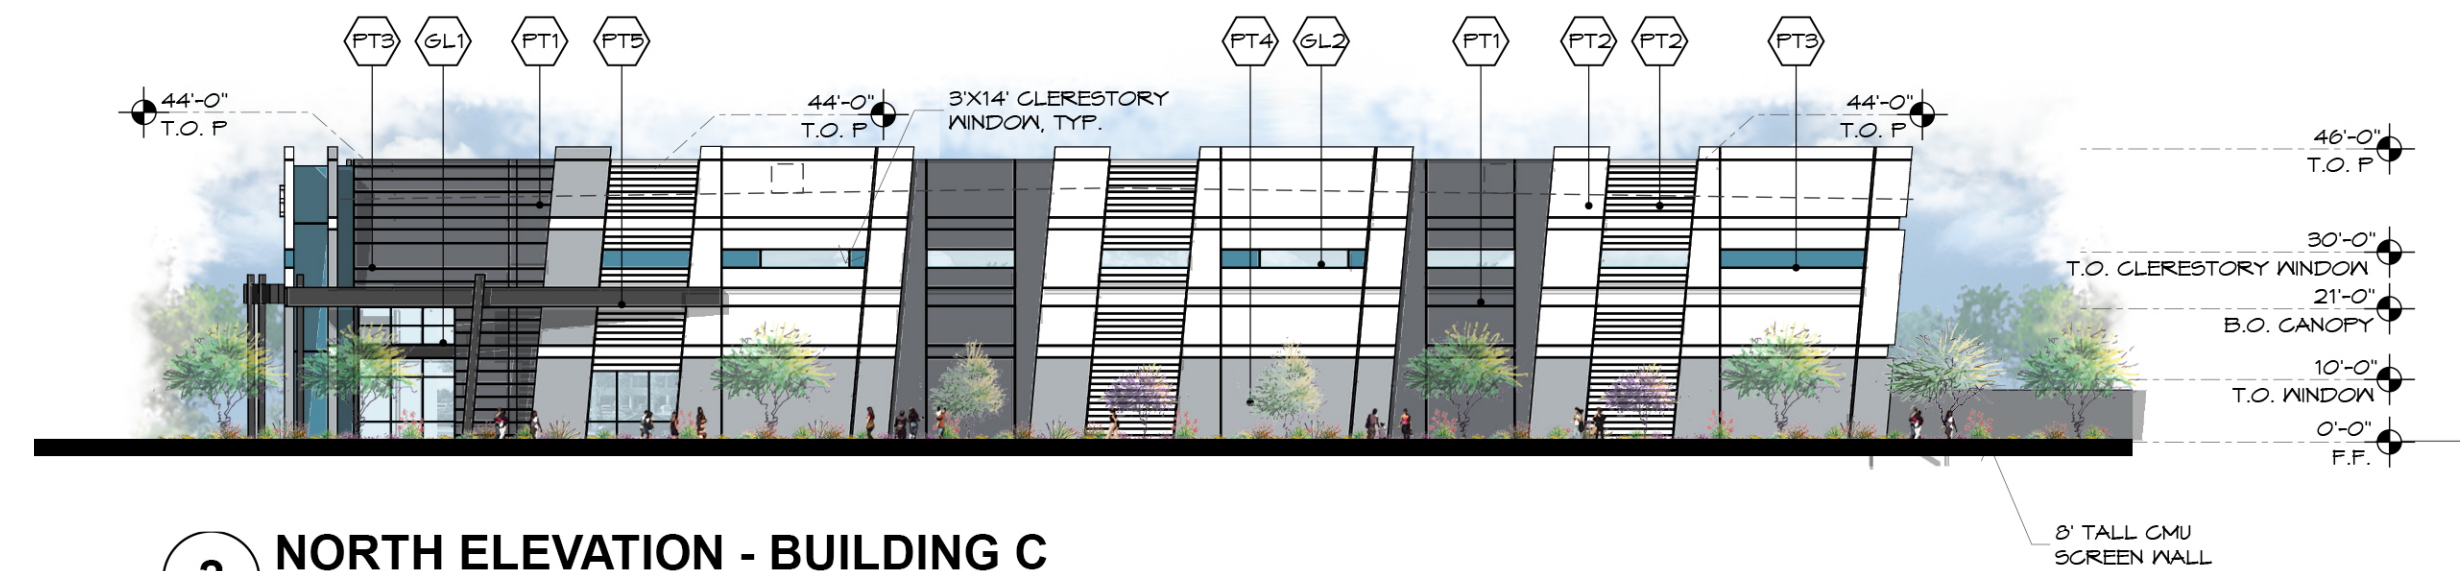 PT3 GL1 PT1 PT5 PT4 GL2 PT1 PT2 PT2 PT3
44'-0"
T.O. P
44'-0"
T.O. P
3'X14' CLERESTORY
WINDOW, TYP.
44'-0"
T.O. P
46'-0"
T.O. P
30'-0"
T.O. CLERESTORY WINDOW
21'-0"
B.O. CANOPY
10'-0"
T.O. WINDOW
0'-0"
F.F.
8' TALL CMU
SCREEN WALL
NORTH ELEVATION - BUILDING C